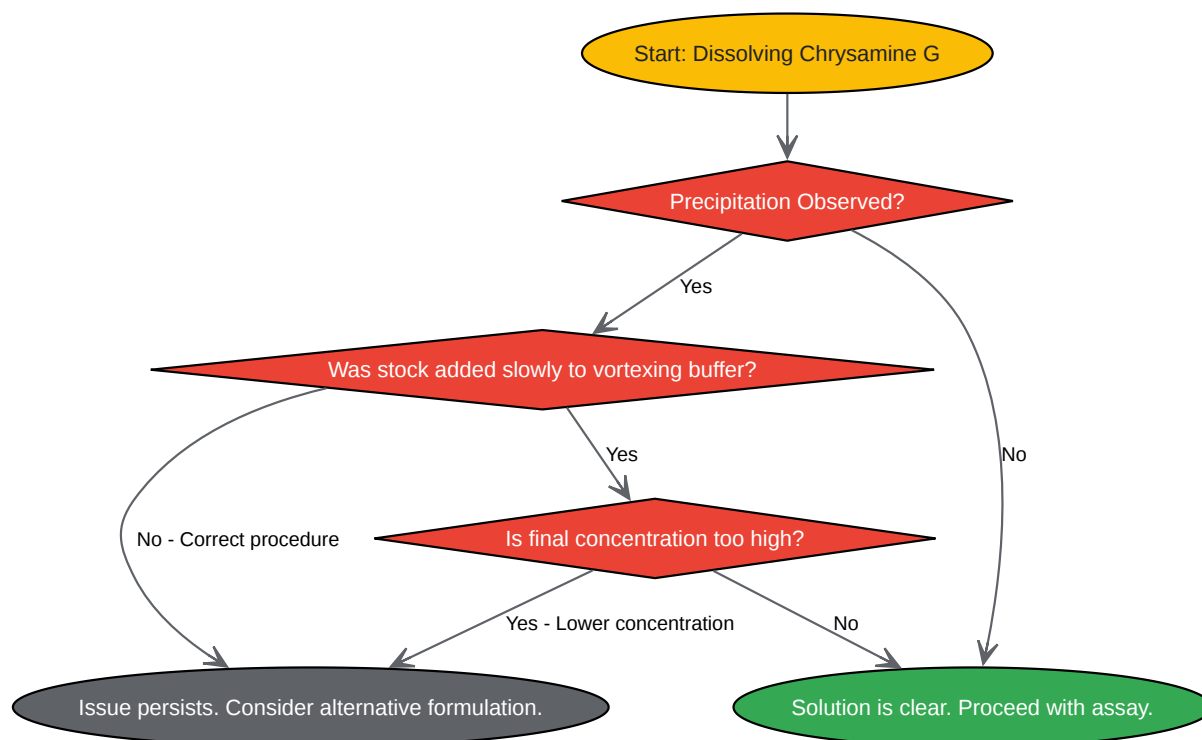 Start: Dissolving Chrysamine G
Precipitation Observed?
Yes
Was stock added slowly to vortexing buffer?
Yes
No
No - Correct procedure
Is final concentration too high?
Yes - Lower concentration
No
Issue persists. Consider alternative formulation.
Solution is clear. Proceed with assay.